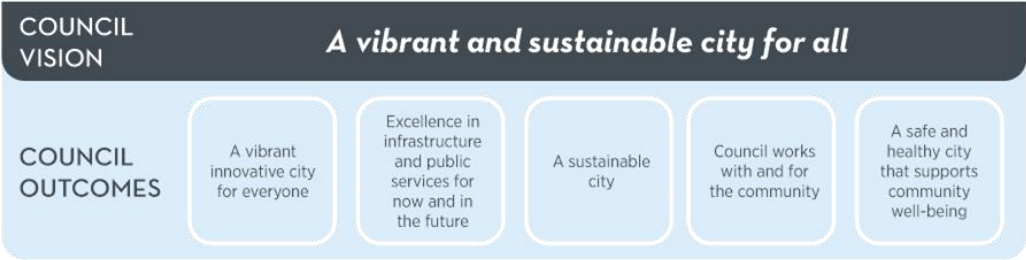 COUNCIL
VISION
A vibrant and sustainable city for all
COUNCIL
OUTCOMES
A vibrant
innovative city
for everyone
Excellence in
infrastructure
and public
services for
now and in
the future
A sustainable
city
Council works
with and for
the community
A safe and
healthy city
that supports
community
well-being